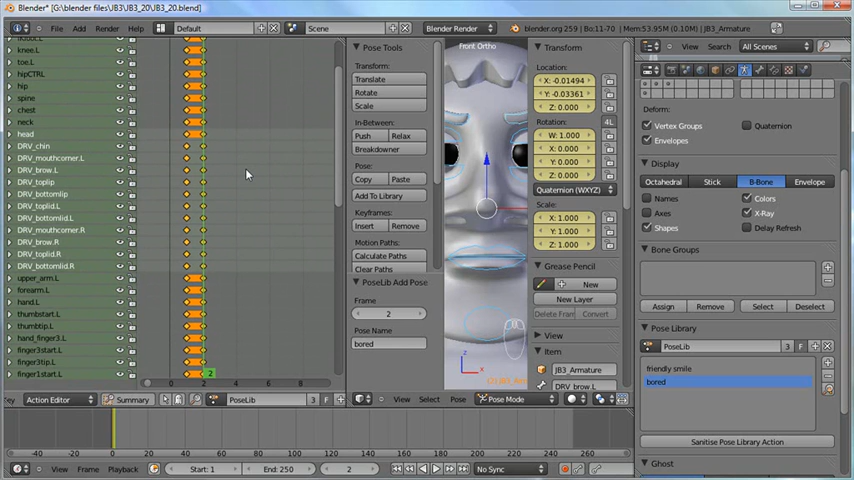 Blender* [G:\blender files\JB3\JB3_20\JB3_20.blend]
File Add Render Help Default Scene Blender Render blender.org 259 | Ve:0 | Mem:53.95M (0.11M) | Bo:11-70 | JB3_Armature
knee.L
toe.L
hipCTRL
hip
spine
chest
neck
head
DRV_chin
DRV_mouthcorner.L
DRV_brow.L
DRV_toplip
DRV_bottomlip
DRV_toplid.L
DRV_bottomlid.L
DRV_mouthcorner.R
DRV_brow.R
DRV_toplid.R
DRV_bottomlid.R
upper_arm.L
forearm.L
hand.L
thumbstart.L
thumbtip.L
hand_finger3.L
finger3start.L
finger3tip.L
finger1start.L
2
0 2 4 6 8
Action Editor Summary PoseLib 3
Pose Tools
Transform:
Translate
Rotate
Scale
In-Between:
Push Relax
Breakdowner
Pose:
Copy Paste
Add To Library
Keyframes:
Insert Remove
Motion Paths:
Calculate Paths
Clear Paths
PoseLib Add Pose
Frame
2
Pose Name
bored
Front Ortho
z
x
View Select Pose Pose Mode
Transform
Location:
X: -0.01494
Y: -0.03361
Z: 0.000
Rotation: 4L
W: 1.000
X: 0.000
Y: 0.000
Z: 0.000
Quaternion (WXYZ)
Scale:
X: 1.000
Y: 1.000
Z: 1.000
Grease Pencil
New
New Layer
Delete Fram Convert
View
Item
JB3_Armature
DRV_brow.L
View Search All Scenes
Deform:
Vertex Groups Quaternion
Envelopes
Display
Octahedral Stick B-Bone Envelope
Names Colors
Axes X-Ray
Shapes Delay Refresh
Bone Groups
Assign Remove Select Deselect
Pose Library
PoseLib 3 F
friendly smile
bored
Sanitise Pose Library Action
Ghost
-40 -20 0 20 40 60 80 100 120 140 160 180 200 220 240 260 280
View Frame Playback Start: 1 End: 250 2 No Sync